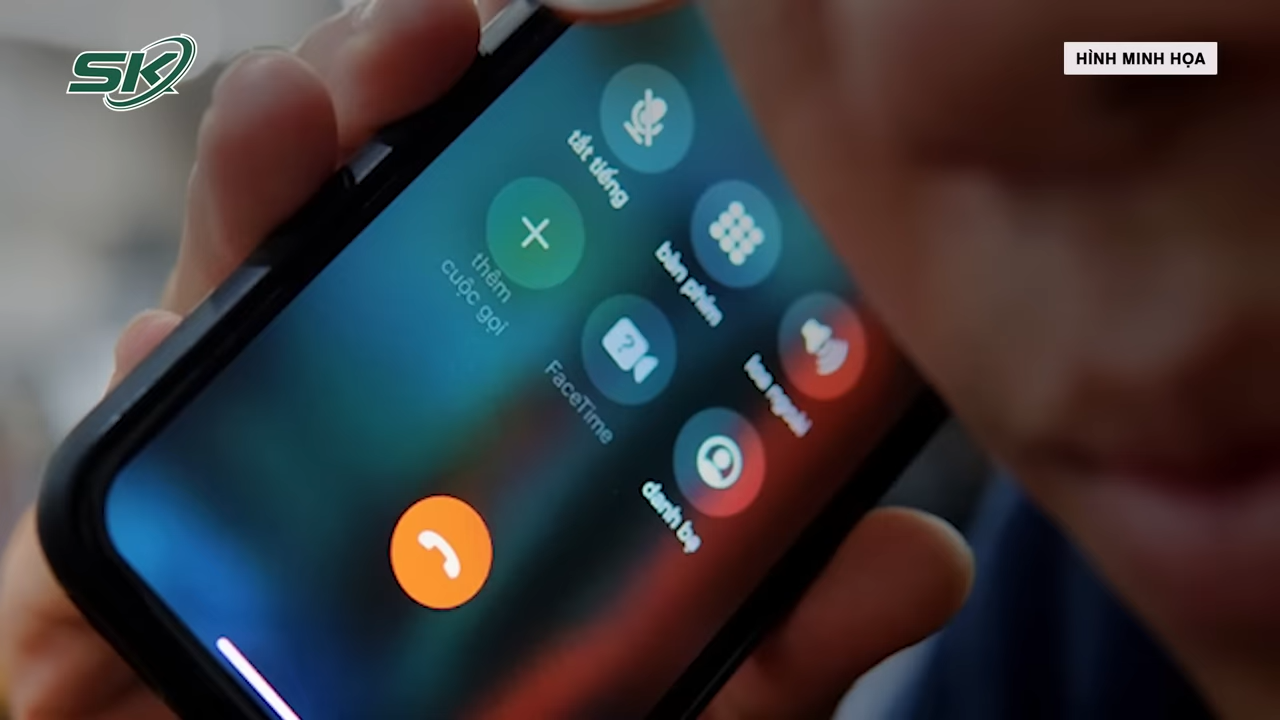 SK
HÌNH MINH HỌA
tắt tiếng
bàn phím
loa ngoài
thêm
cuộc gọi
FaceTime
danh bạ